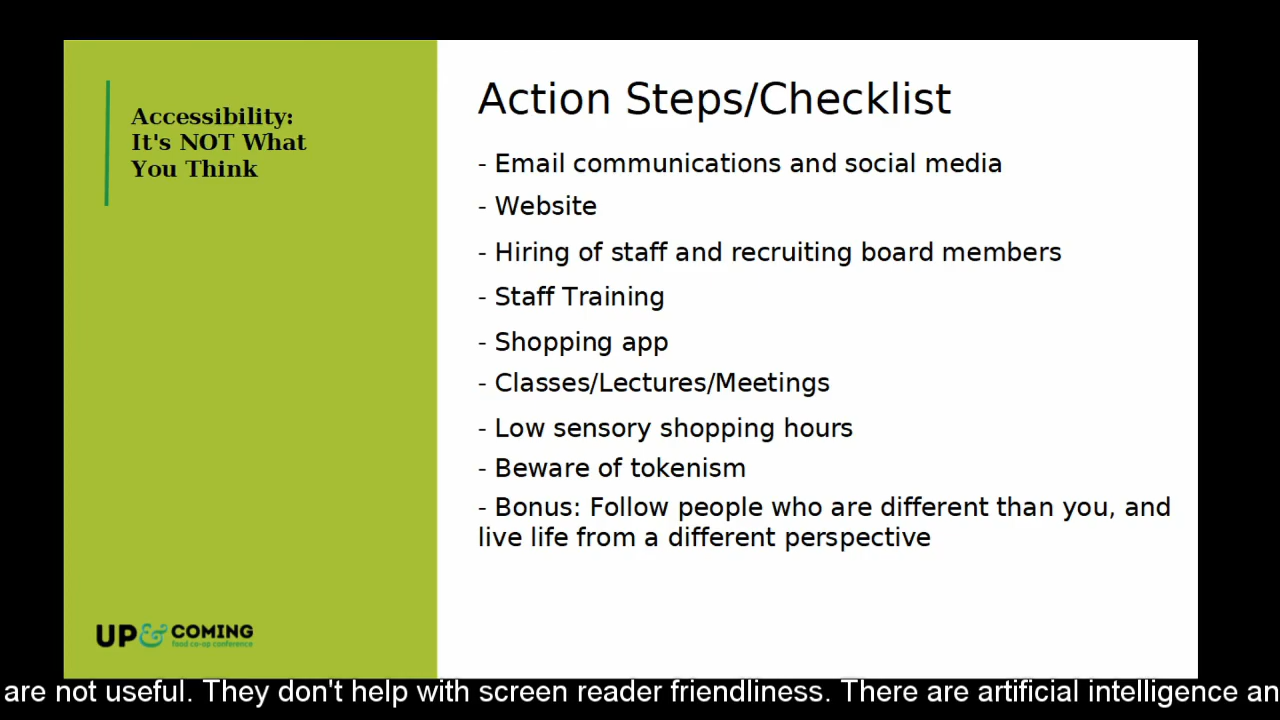 Accessibility:
It's NOT What
You Think
Action Steps/Checklist
- Email communications and social media
- Website
- Hiring of staff and recruiting board members
- Staff Training
- Shopping app
- Classes/Lectures/Meetings
- Low sensory shopping hours
- Beware of tokenism
- Bonus: Follow people who are different than you, and
live life from a different perspective
UP & COMING
food co-op conference
are not useful. They don't help with screen reader friendliness. There are artificial intelligence an